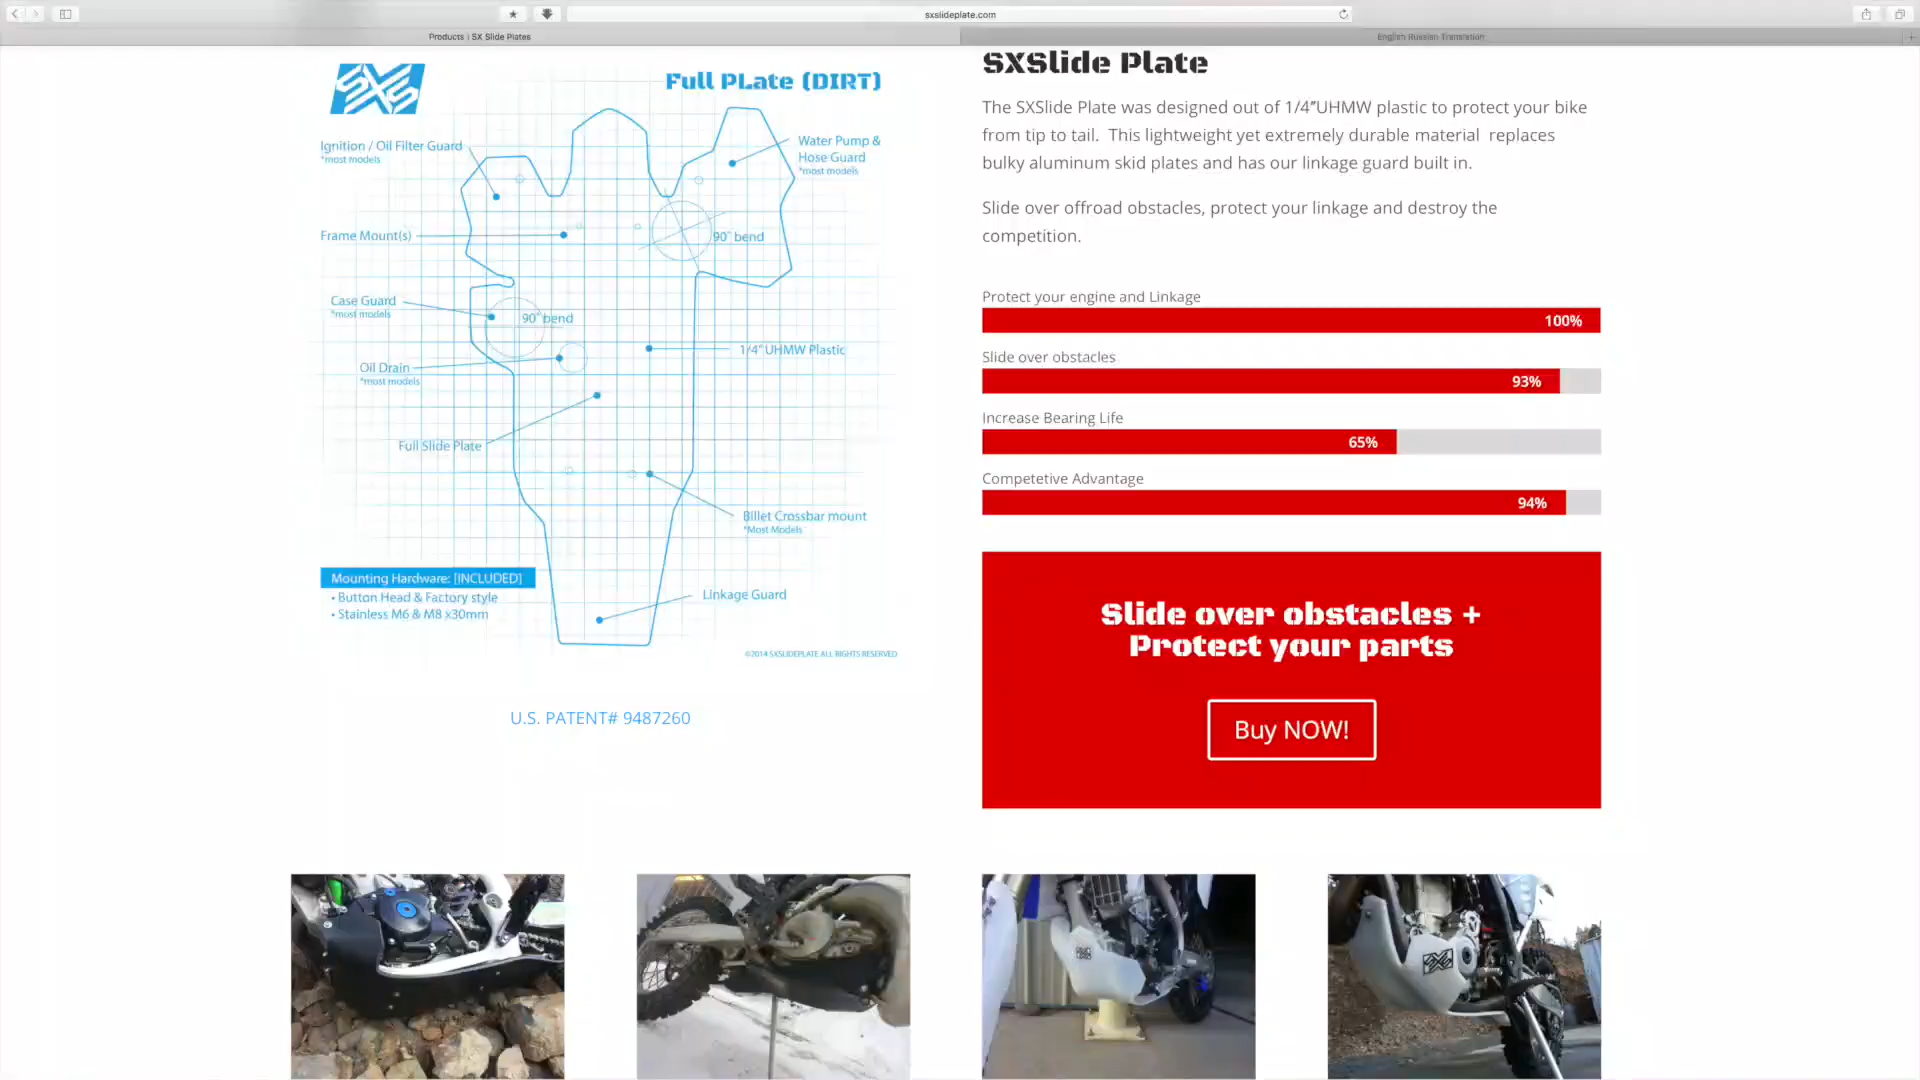 sxslideplate.com
Products | SX Slide Plates
English Russian Translation
SXS
Full PLate (DIRT)
Ignition / Oil Filter Guard
*most models
Water Pump &
Hose Guard
*most models
Frame Mount(s)
90° bend
Case Guard
*most models
90° bend
1/4"UHMW Plastic
Oil Drain
*most models
Full Slide Plate
Billet Crossbar mount
*Most Models
Mounting Hardware: [INCLUDED]
• Button Head & Factory style
• Stainless M6 & M8 x30mm
Linkage Guard
©2014 SXSLIDEPLATE ALL RIGHTS RESERVED
U.S. PATENT# 9487260
SXSlide Plate
The SXSlide Plate was designed out of 1/4"UHMW plastic to protect your bike
from tip to tail.  This lightweight yet extremely durable material  replaces
bulky aluminum skid plates and has our linkage guard built in.
Slide over offroad obstacles, protect your linkage and destroy the
competition.
Protect your engine and Linkage
100%
Slide over obstacles
93%
Increase Bearing Life
65%
Competetive Advantage
94%
Slide over obstacles +
Protect your parts
Buy NOW!
SXS